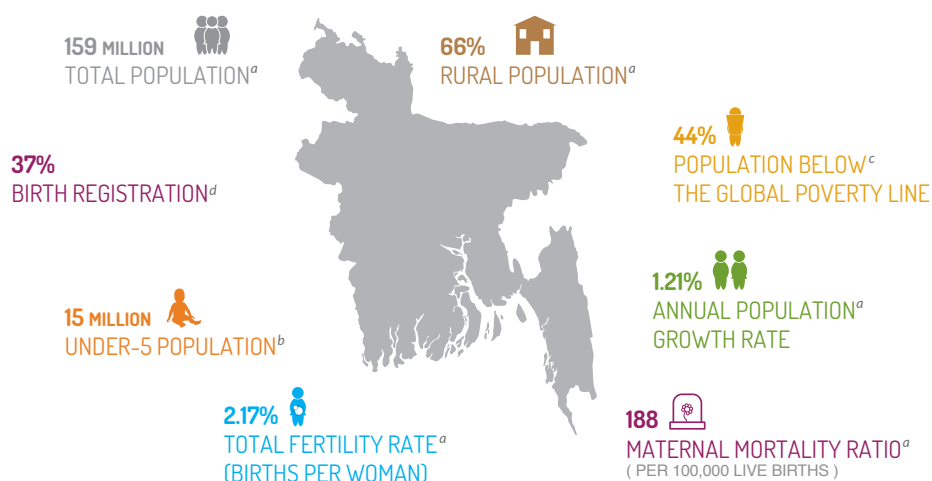 159 MILLION
TOTAL POPULATIONa
66%
RURAL POPULATIONa
37%
BIRTH REGISTRATIONd
44%
POPULATION BELOWc
THE GLOBAL POVERTY LINE
15 MILLION
UNDER-5 POPULATIONb
1.21%
ANNUAL POPULATIONa
GROWTH RATE
2.17%
TOTAL FERTILITY RATEa
(BIRTHS PER WOMAN)
188
MATERNAL MORTALITY RATIOa
( PER 100,000 LIVE BIRTHS )